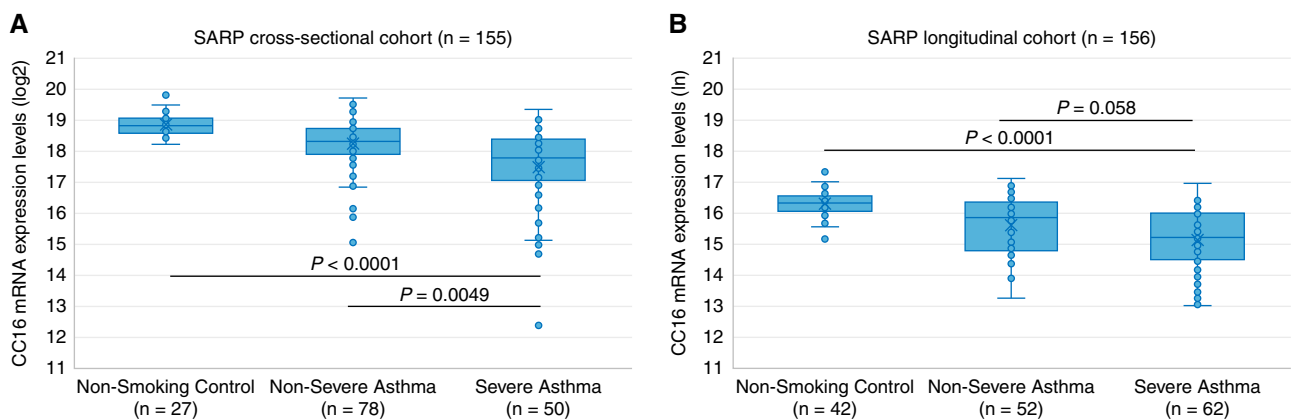 A
SARP cross-sectional cohort (n = 155)
CC16 mRNA expression levels (log2)
21
20
19
18
17
16
15
14
13
12
11
P < 0.0001
P = 0.0049
Non-Smoking Control
(n = 27)
Non-Severe Asthma
(n = 78)
Severe Asthma
(n = 50)
B
SARP longitudinal cohort (n = 156)
CC16 mRNA expression levels (ln)
21
20
19
18
17
16
15
14
13
12
11
P = 0.058
P < 0.0001
Non-Smoking Control
(n = 42)
Non-Severe Asthma
(n = 52)
Severe Asthma
(n = 62)